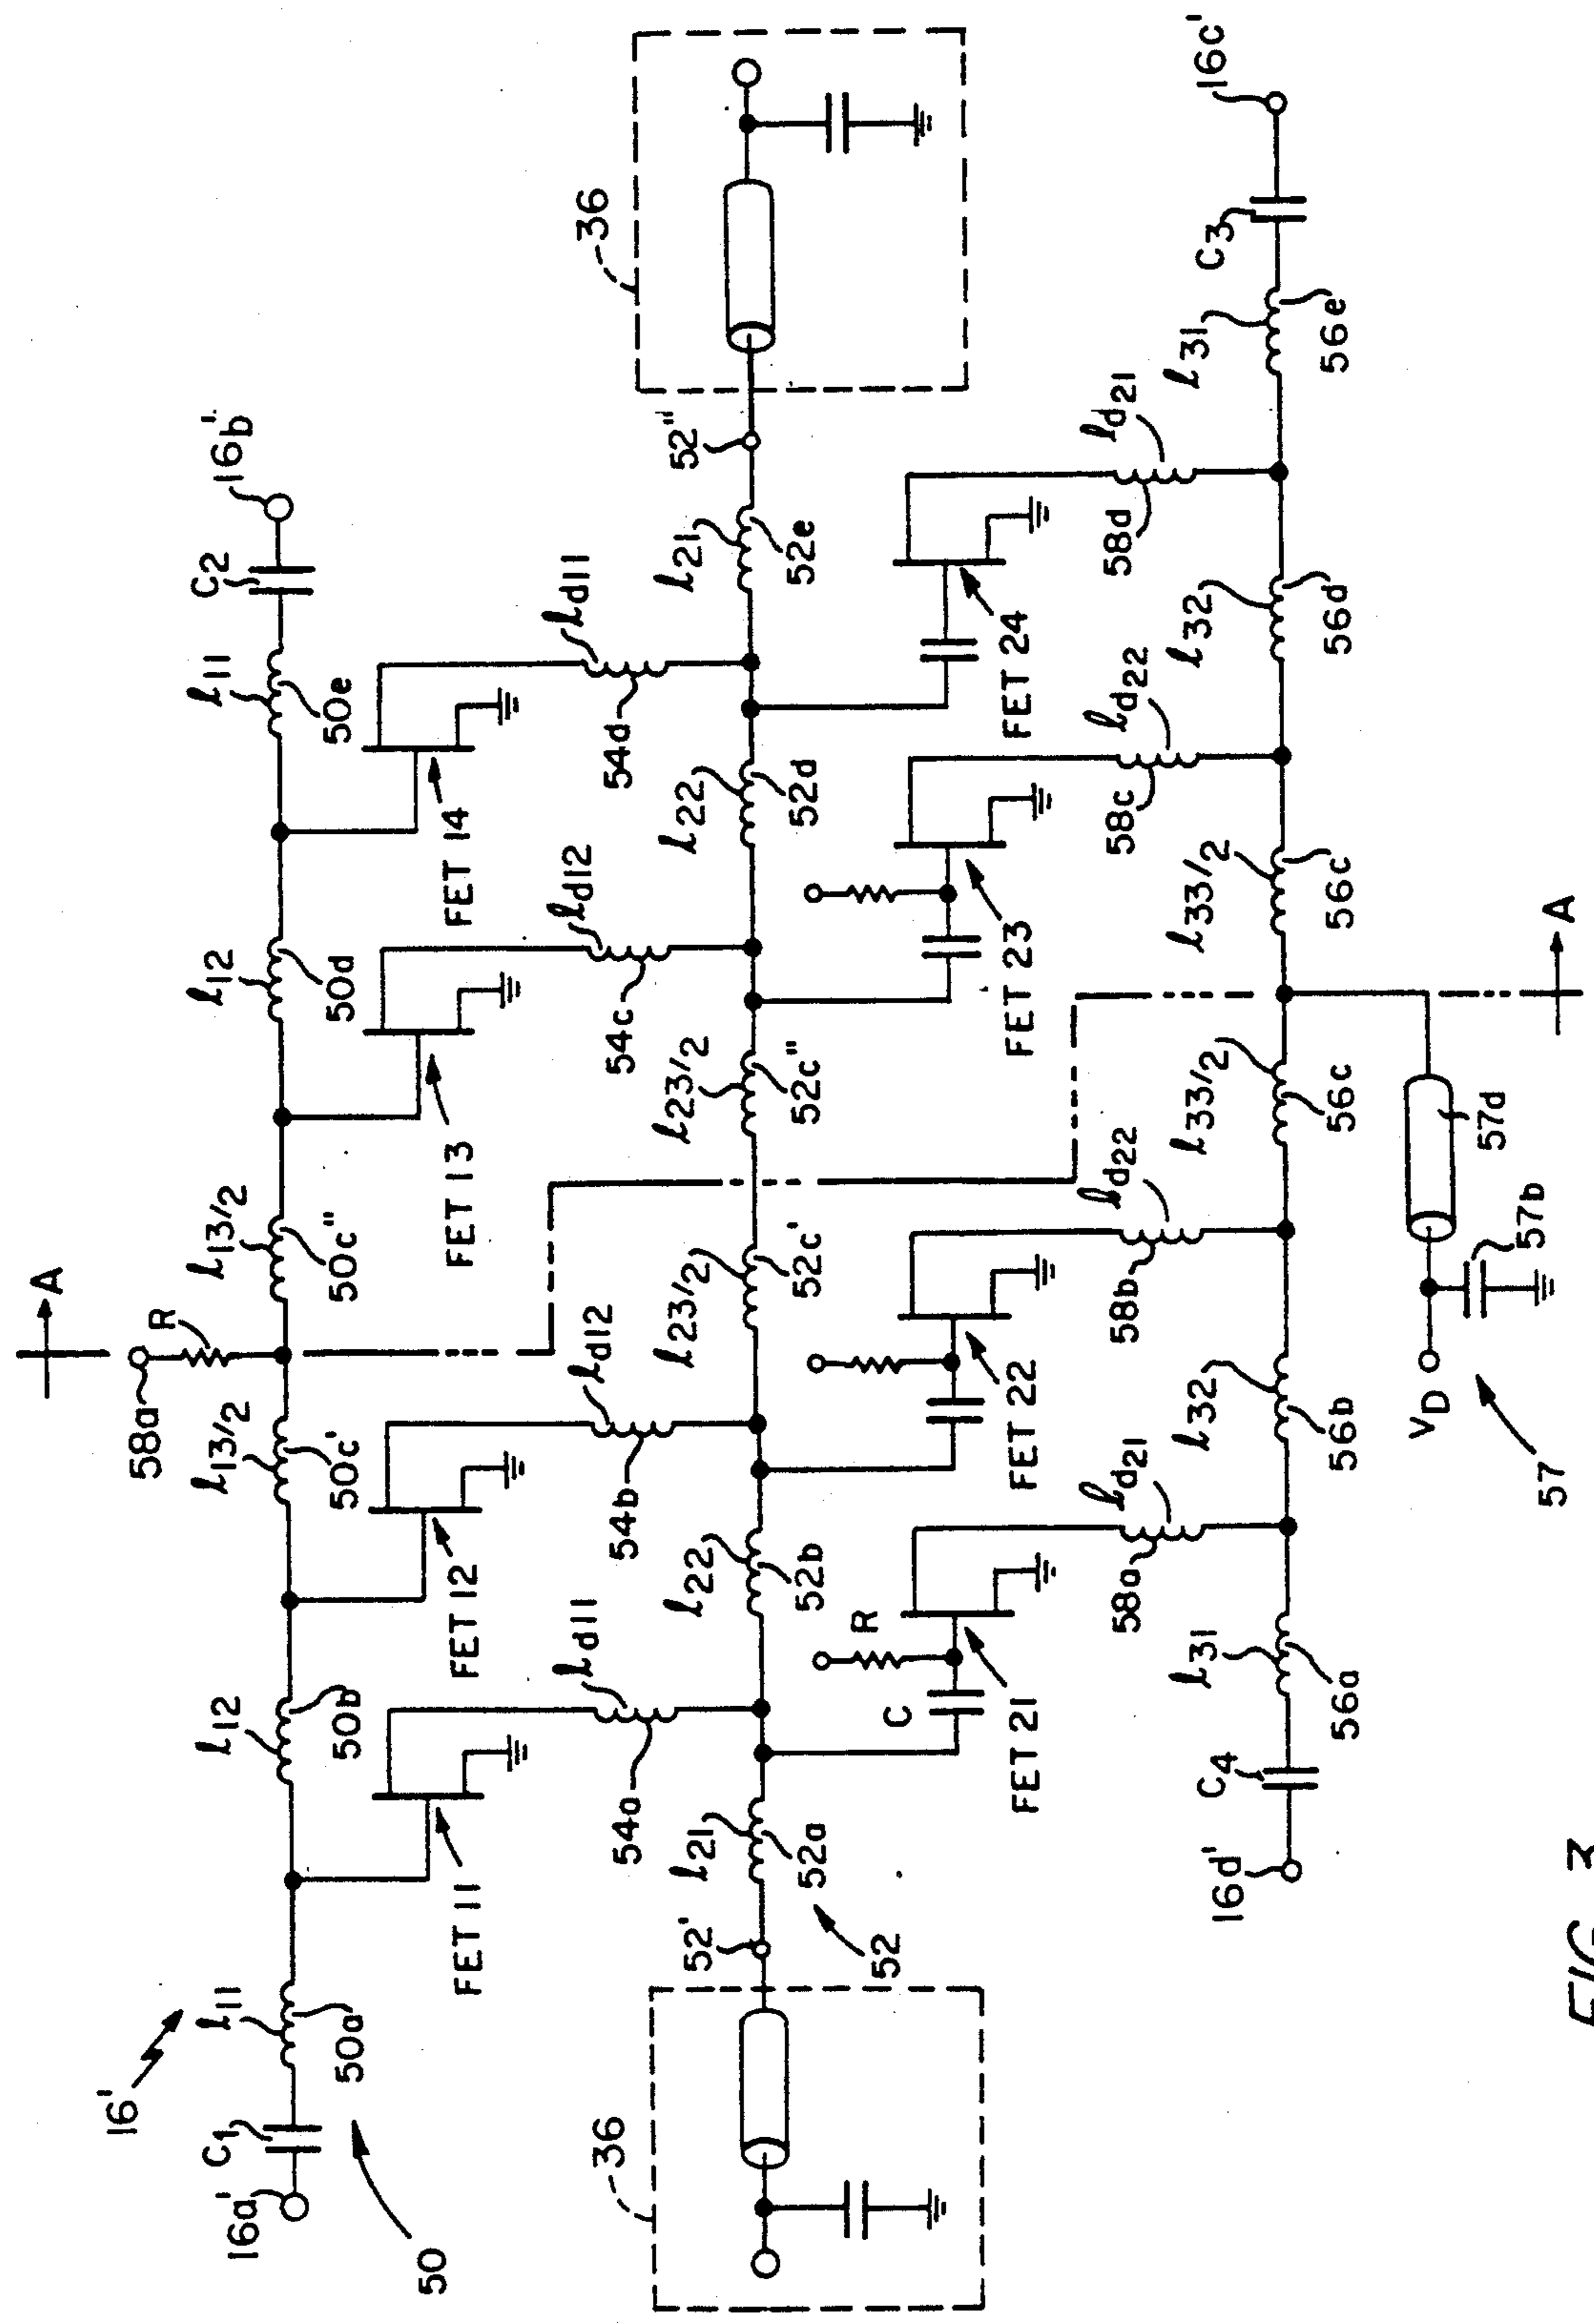 16'
16a'
C1
l11
50a
50
l12
50b
FET 11
l13/2
50c'
FET 12
58a
R
A
l13/2
50c"
FET 13
l12
50d
FET 14
l11
50e
C2
16b'
36
52'
52
l21
52a
54a
ld11
l22
52b
54b
ld12
l23/2
52c'
l23/2
52c"
54c
ld12
l22
52d
54d
ld11
l21
52e
52"
36
C
R
FET 21
FET 22
FET 23
FET 24
16d'
C4
l31
56a
58a
ld21
l32
56b
58b
ld22
l33/2
56c
l33/2
56c'
58c
ld22
l32
56d
58d
ld21
l31
56e
C3
16c'
57
VD
57b
57d
A
FIG. 3